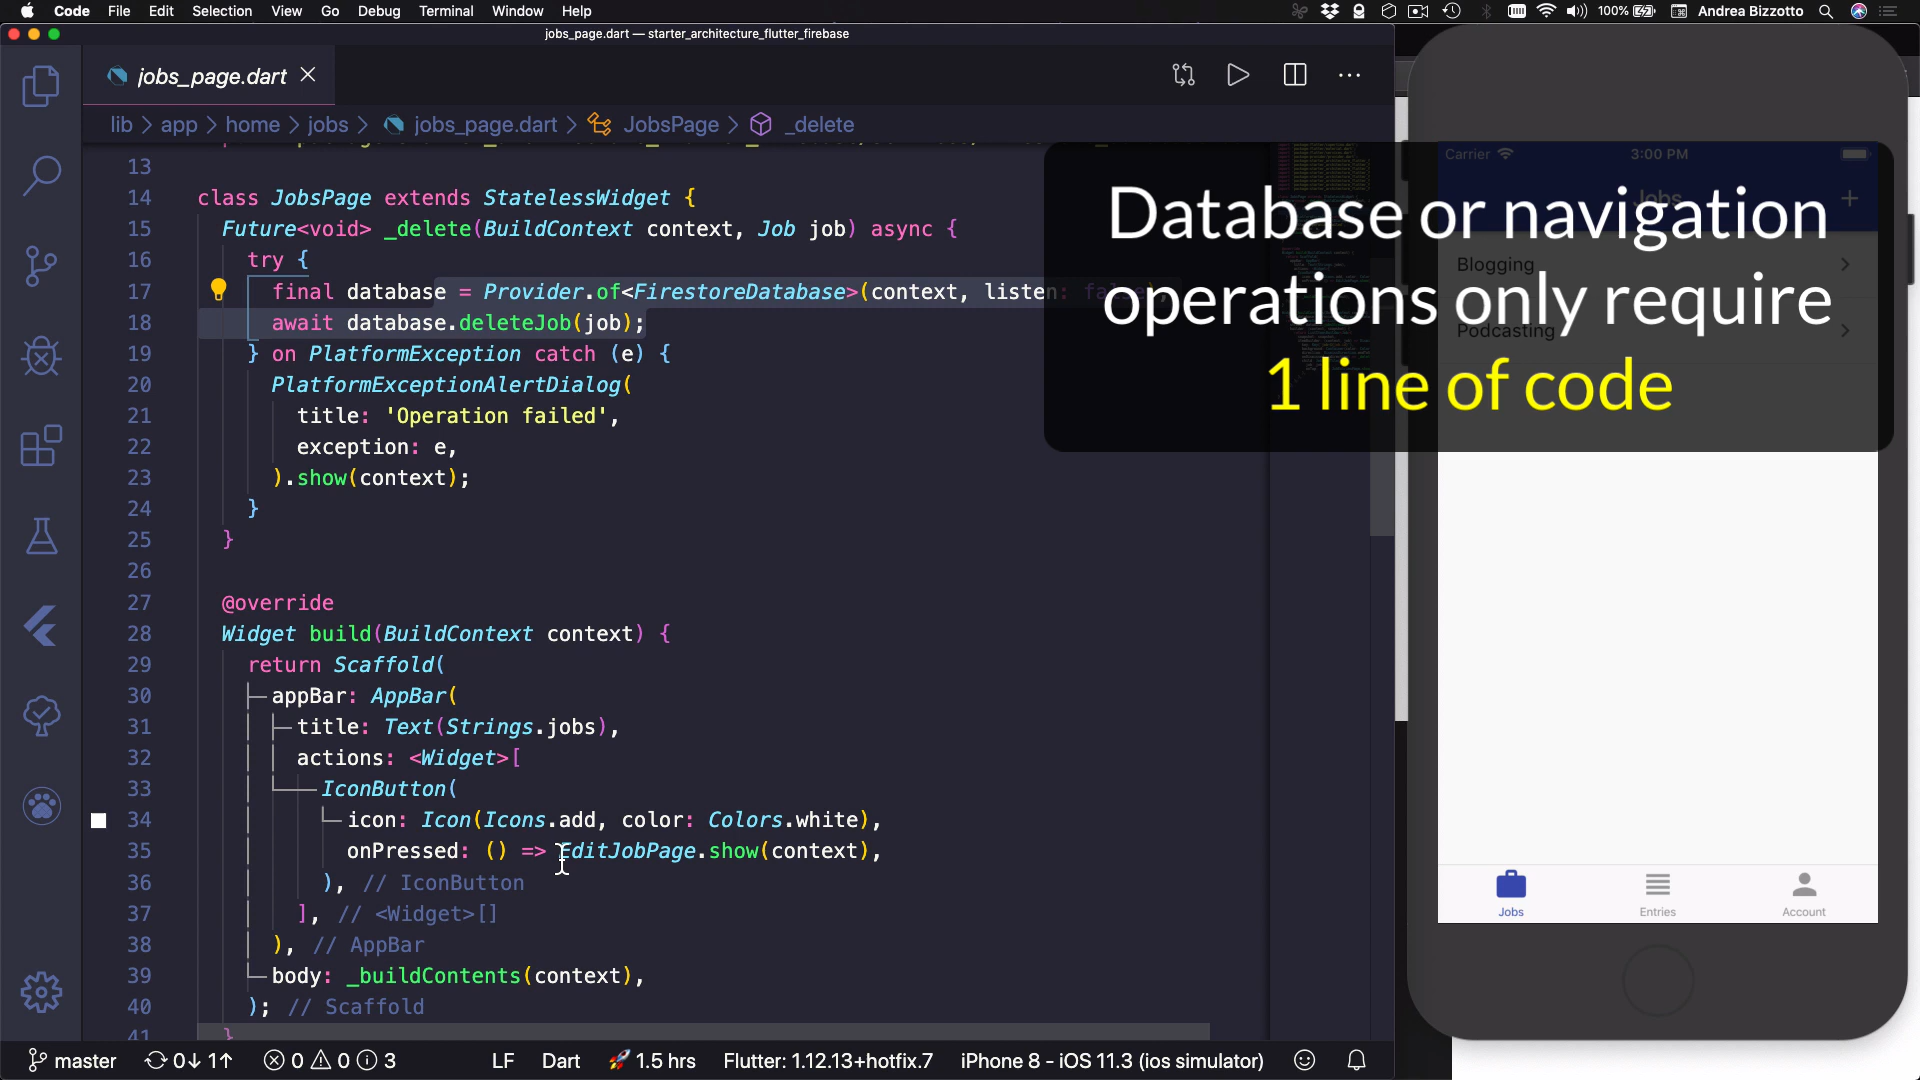 Code File Edit Selection View Go Debug Terminal Window Help 100% Andrea Bizzotto
jobs_page.dart — starter_architecture_flutter_firebase
jobs_page.dart
lib > app > home > jobs > jobs_page.dart > JobsPage > _delete
13
14 class JobsPage extends StatelessWidget {
15 Future<void> _delete(BuildContext context, Job job) async {
16 try {
17 final database = Provider.of<FirestoreDatabase>(context, listen: false);
18 await database.deleteJob(job);
19 } on PlatformException catch (e) {
20 PlatformExceptionAlertDialog(
21 title: 'Operation failed',
22 exception: e,
23 ).show(context);
24 }
25 }
26
27 @override
28 Widget build(BuildContext context) {
29 return Scaffold(
30 appBar: AppBar(
31 title: Text(Strings.jobs),
32 actions: <Widget>[
33 IconButton(
34 icon: Icon(Icons.add, color: Colors.white),
35 onPressed: () => EditJobPage.show(context),
36 ), // IconButton
37 ], // <Widget>[]
38 ), // AppBar
39 body: _buildContents(context),
40 ); // Scaffold
41 }
master 0↓ 1↑ 0 0 3 LF Dart 🚀 1.5 hrs Flutter: 1.12.13+hotfix.7 iPhone 8 - iOS 11.3 (ios simulator)
Carrier 3:00 PM
Jobs +
Blogging
Podcasting
Database or navigation
operations only require
1 line of code
Jobs Entries Account